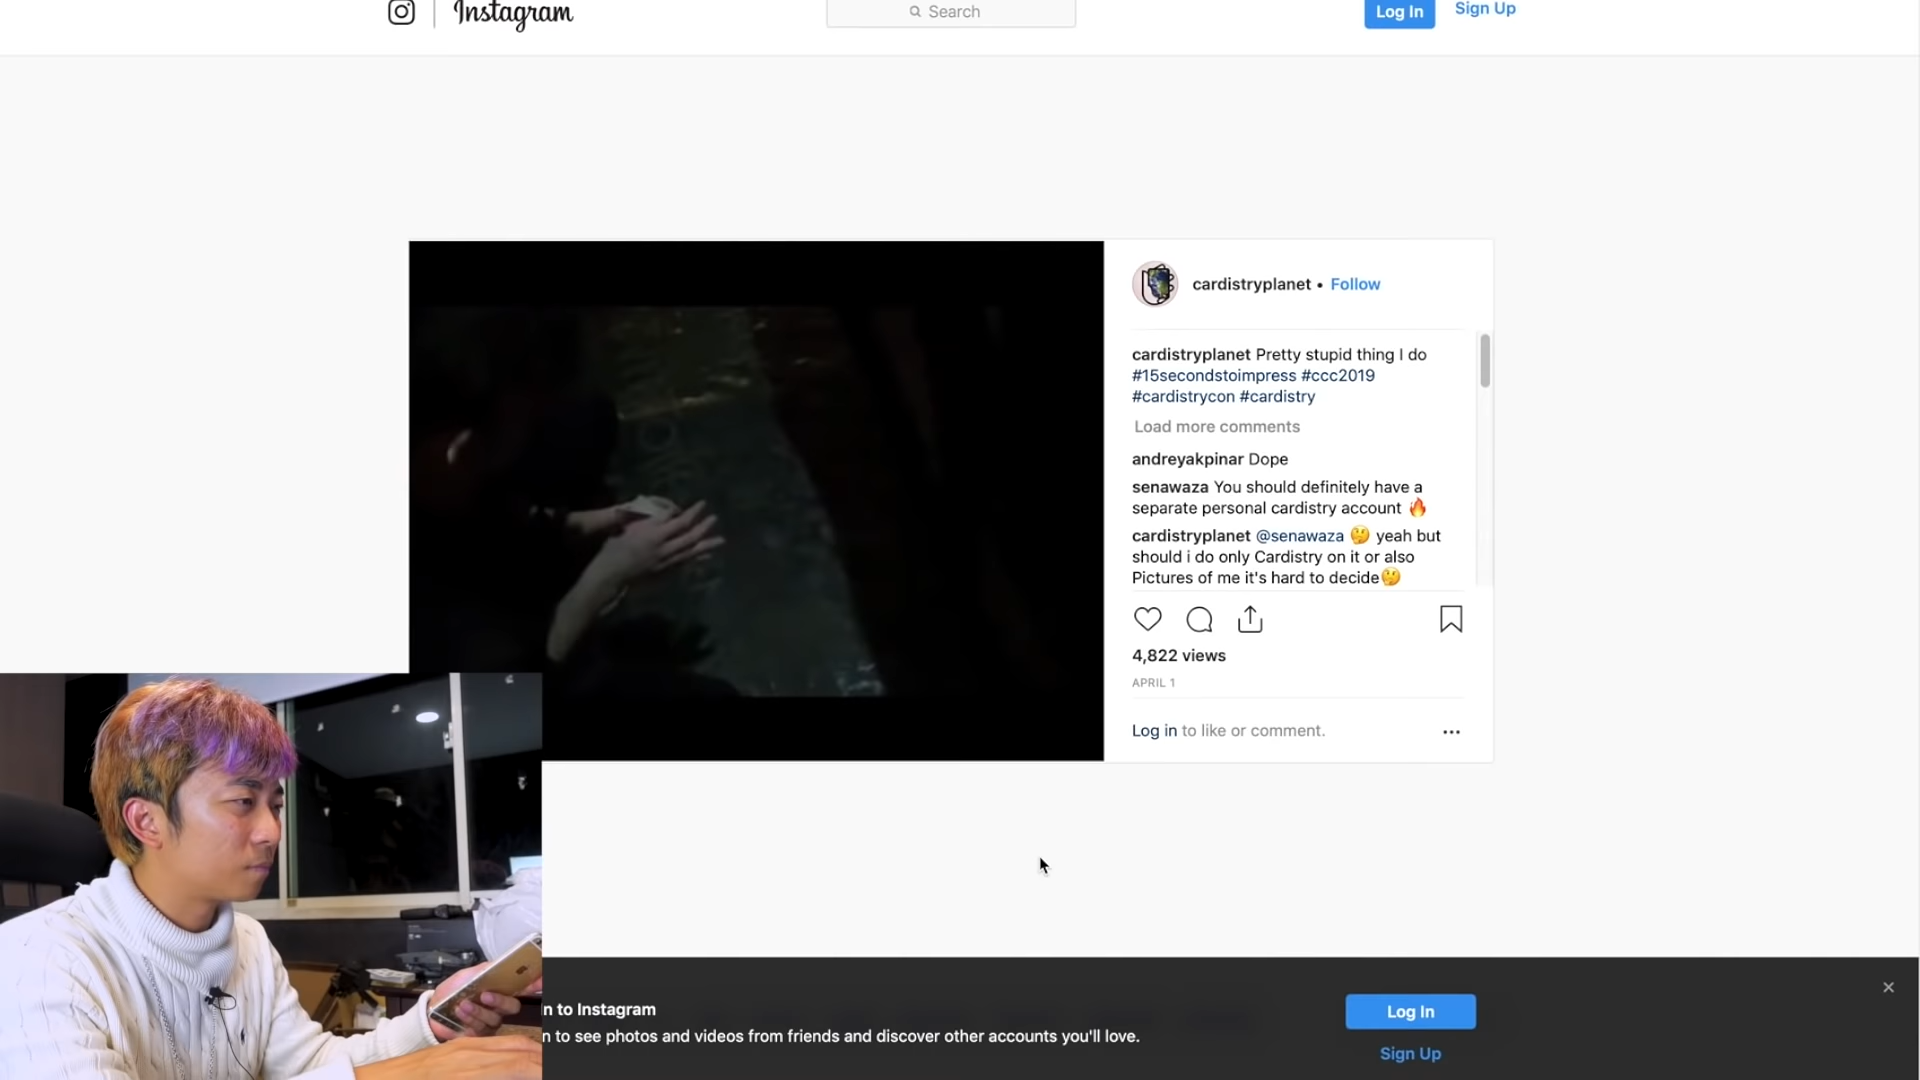 Instagram
Search
Log In
Sign Up
cardistryplanet • Follow
cardistryplanet Pretty stupid thing I do
#15secondstoimpress #ccc2019
#cardistrycon #cardistry
Load more comments
andreyakpinar Dope
senawaza You should definitely have a
separate personal cardistry account 🔥
cardistryplanet @senawaza 🤔 yeah but
should i do only Cardistry on it or also
Pictures of me it's hard to decide🤔
4,822 views
APRIL 1
Log in to like or comment.
n to Instagram
n to see photos and videos from friends and discover other accounts you'll love.
Log In
Sign Up